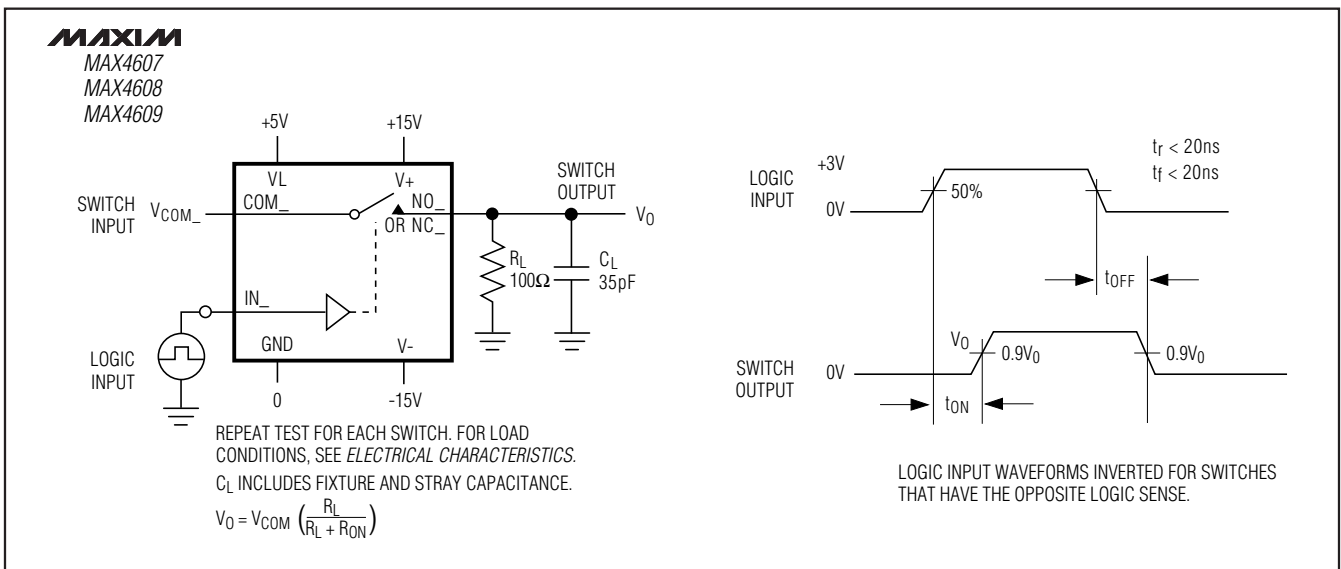 MAXIM
MAX4607
MAX4608
MAX4609
+5V
+15V
VL
V+
SWITCH
INPUT
VCOM_
COM_
NO_
OR NC_
SWITCH
OUTPUT
VO
RL
100Ω
CL
35pF
IN_
LOGIC
INPUT
GND
V-
0
-15V
REPEAT TEST FOR EACH SWITCH. FOR LOAD
CONDITIONS, SEE ELECTRICAL CHARACTERISTICS.
CL INCLUDES FIXTURE AND STRAY CAPACITANCE.
VO = VCOM (RL / RL + RON)
LOGIC
INPUT
+3V
0V
50%
tr < 20ns
tf < 20ns
tOFF
SWITCH
OUTPUT
VO
0V
0.9V0
0.9V0
tON
LOGIC INPUT WAVEFORMS INVERTED FOR SWITCHES
THAT HAVE THE OPPOSITE LOGIC SENSE.